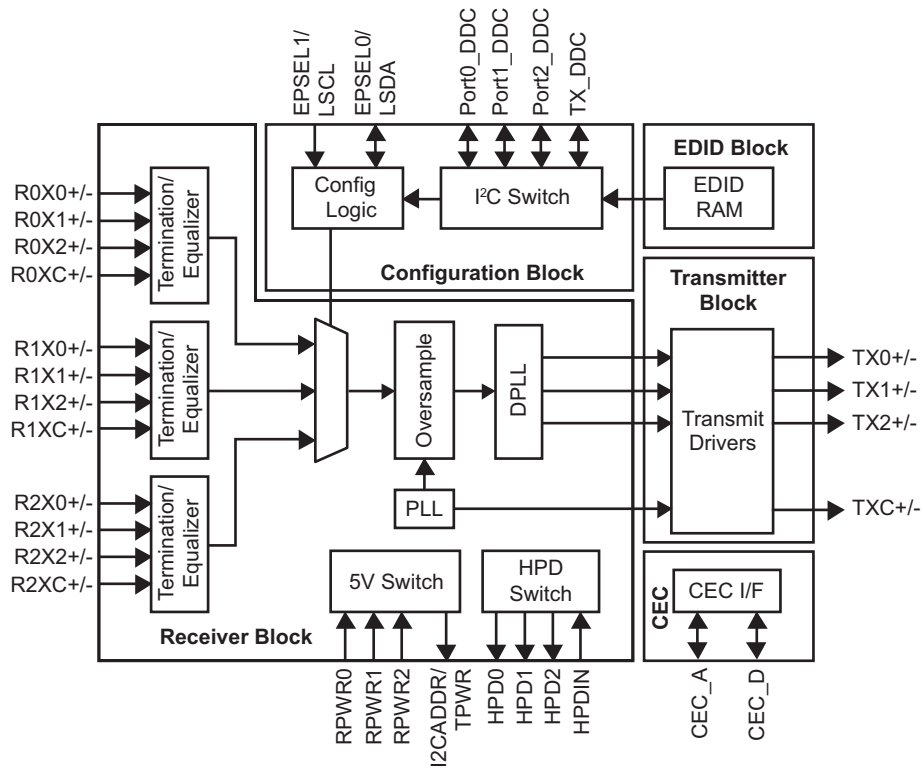 EPSEL1/
LSCL
EPSEL0/
LSDA
Port0_DDC
Port1_DDC
Port2_DDC
TX_DDC
Config
Logic
I²C Switch
Configuration Block
EDID Block
EDID
RAM
R0X0+/-
R0X1+/-
R0X2+/-
R0XC+/-
Termination/
Equalizer
R1X0+/-
R1X1+/-
R1X2+/-
R1XC+/-
Termination/
Equalizer
R2X0+/-
R2X1+/-
R2X2+/-
R2XC+/-
Termination/
Equalizer
Oversample
DPLL
PLL
Transmitter
Block
Transmit
Drivers
TX0+/-
TX1+/-
TX2+/-
TXC+/-
Receiver Block
5V Switch
HPD
Switch
CEC
CEC I/F
RPWR0
RPWR1
RPWR2
I2CADDR/
TPWR
HPD0
HPD1
HPD2
HPDIN
CEC_A
CEC_D